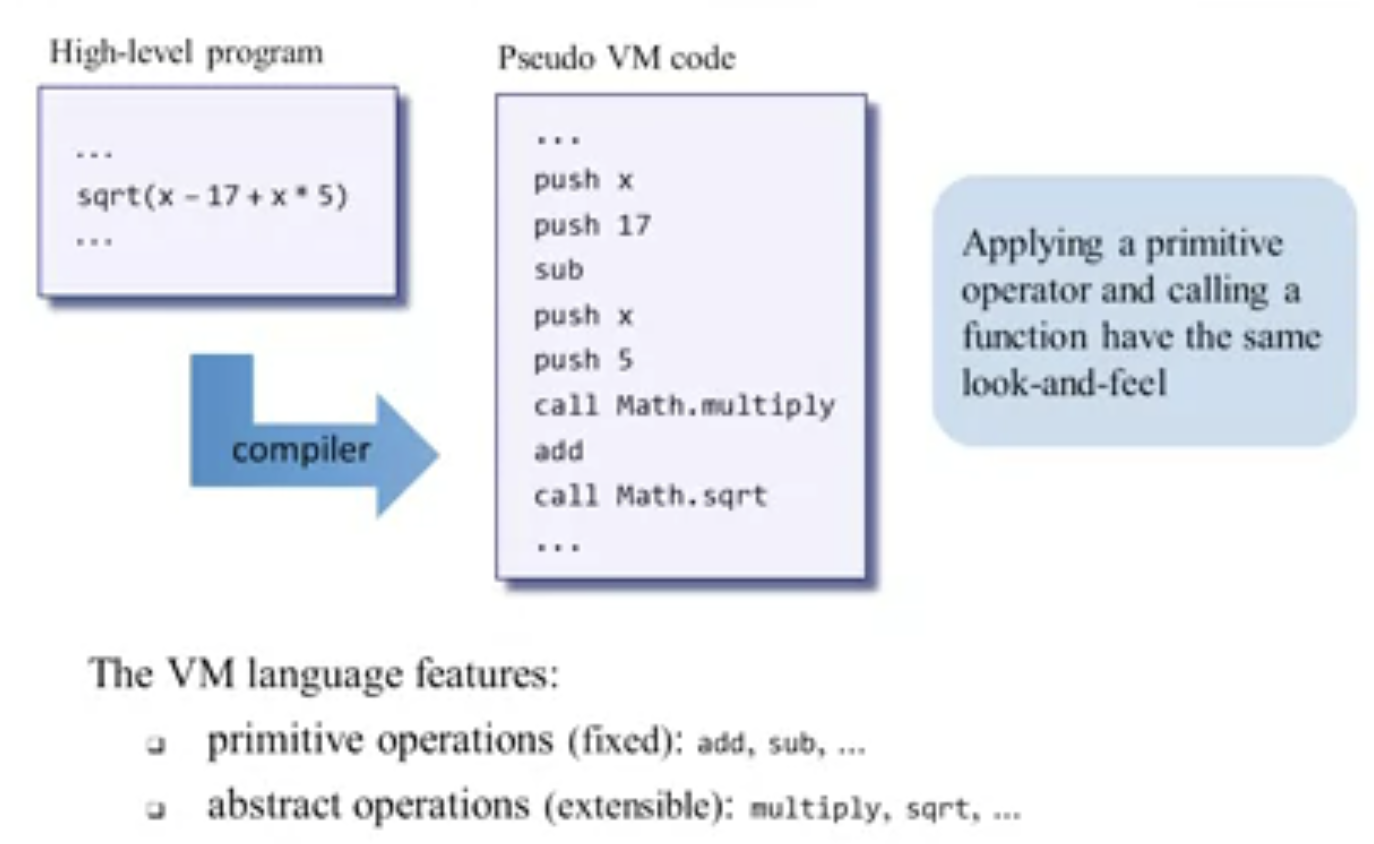 High-level program
...
sqrt(x – 17 + x * 5)
...
compiler
Pseudo VM code
...
push x
push 17
sub
push x
push 5
call Math.multiply
add
call Math.sqrt
...
Applying a primitive
operator and calling a
function have the same
look-and-feel
The VM language features:
❑ primitive operations (fixed): add, sub, ...
❑ abstract operations (extensible): multiply, sqrt, ...